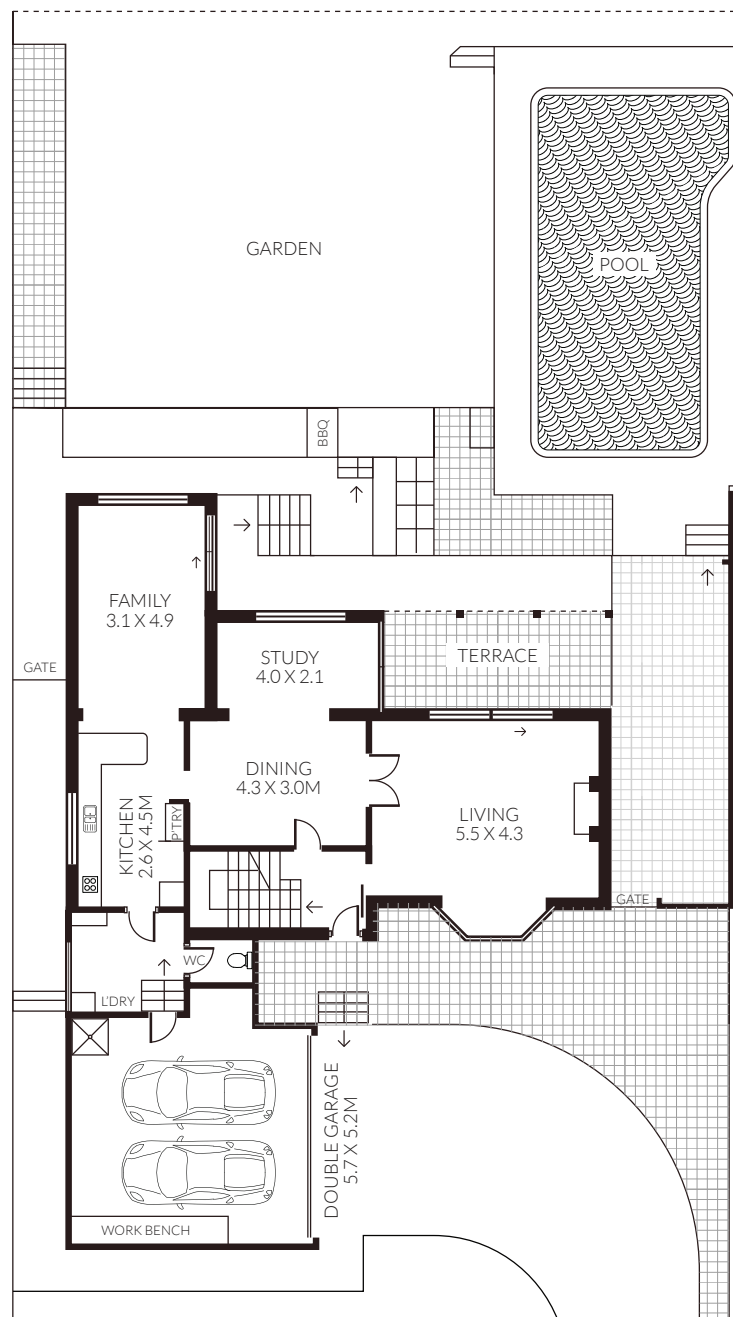 GARDEN
POOL
BBQ
FAMILY
3.1 X 4.9
STUDY
4.0 X 2.1
TERRACE
GATE
DINING
4.3 X 3.0M
LIVING
5.5 X 4.3
KITCHEN
2.6 X 4.5M
P'TRY
GATE
WC
L'DRY
DOUBLE GARAGE
5.7 X 5.2M
WORK BENCH